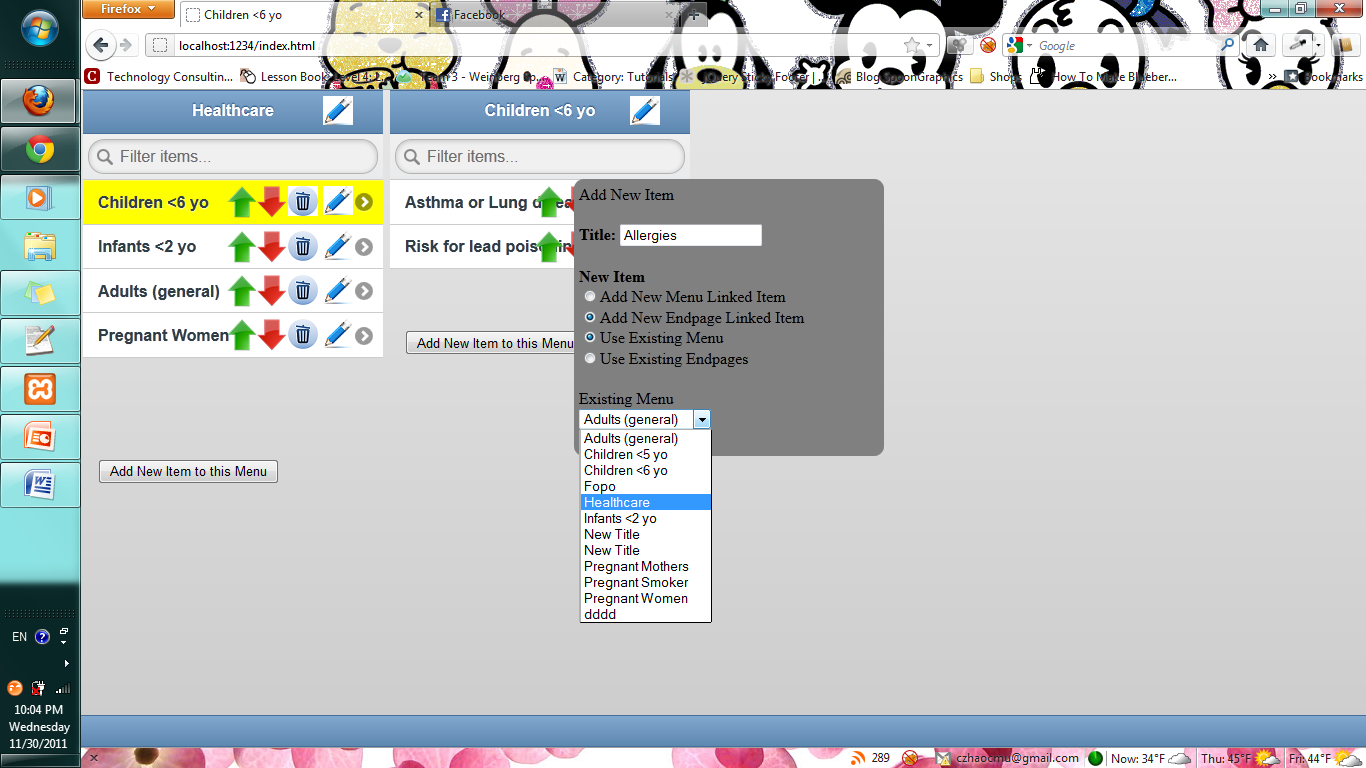 Firefox
Children <6 yo
Facebook
localhost:1234/index.html
Google
Technology Consultin...
Lesson Book
Category: Tutorials
Blog SpoonGraphics
Shops
How To Make Blueber...
»
Bookmarks
Healthcare
Children <6 yo
Filter items...
Filter items...
Children <6 yo
Infants <2 yo
Adults (general)
Pregnant Women
Add New Item to this Menu
Asthma or Lung
Risk for lead
Add New Item to this Menu
Add New Item
Title: Allergies
New Item
Add New Menu Linked Item
Add New Endpage Linked Item
Use Existing Menu
Use Existing Endpages
Existing Menu
Adults (general)
Adults (general)
Children <5 yo
Children <6 yo
Fopo
Healthcare
Infants <2 yo
New Title
New Title
Pregnant Mothers
Pregnant Smoker
Pregnant Women
dddd
EN
10:04 PM
Wednesday
11/30/2011
289
czhaocmu@gmail.com
Now: 34°F
Thu: 45°F
Fri: 44°F